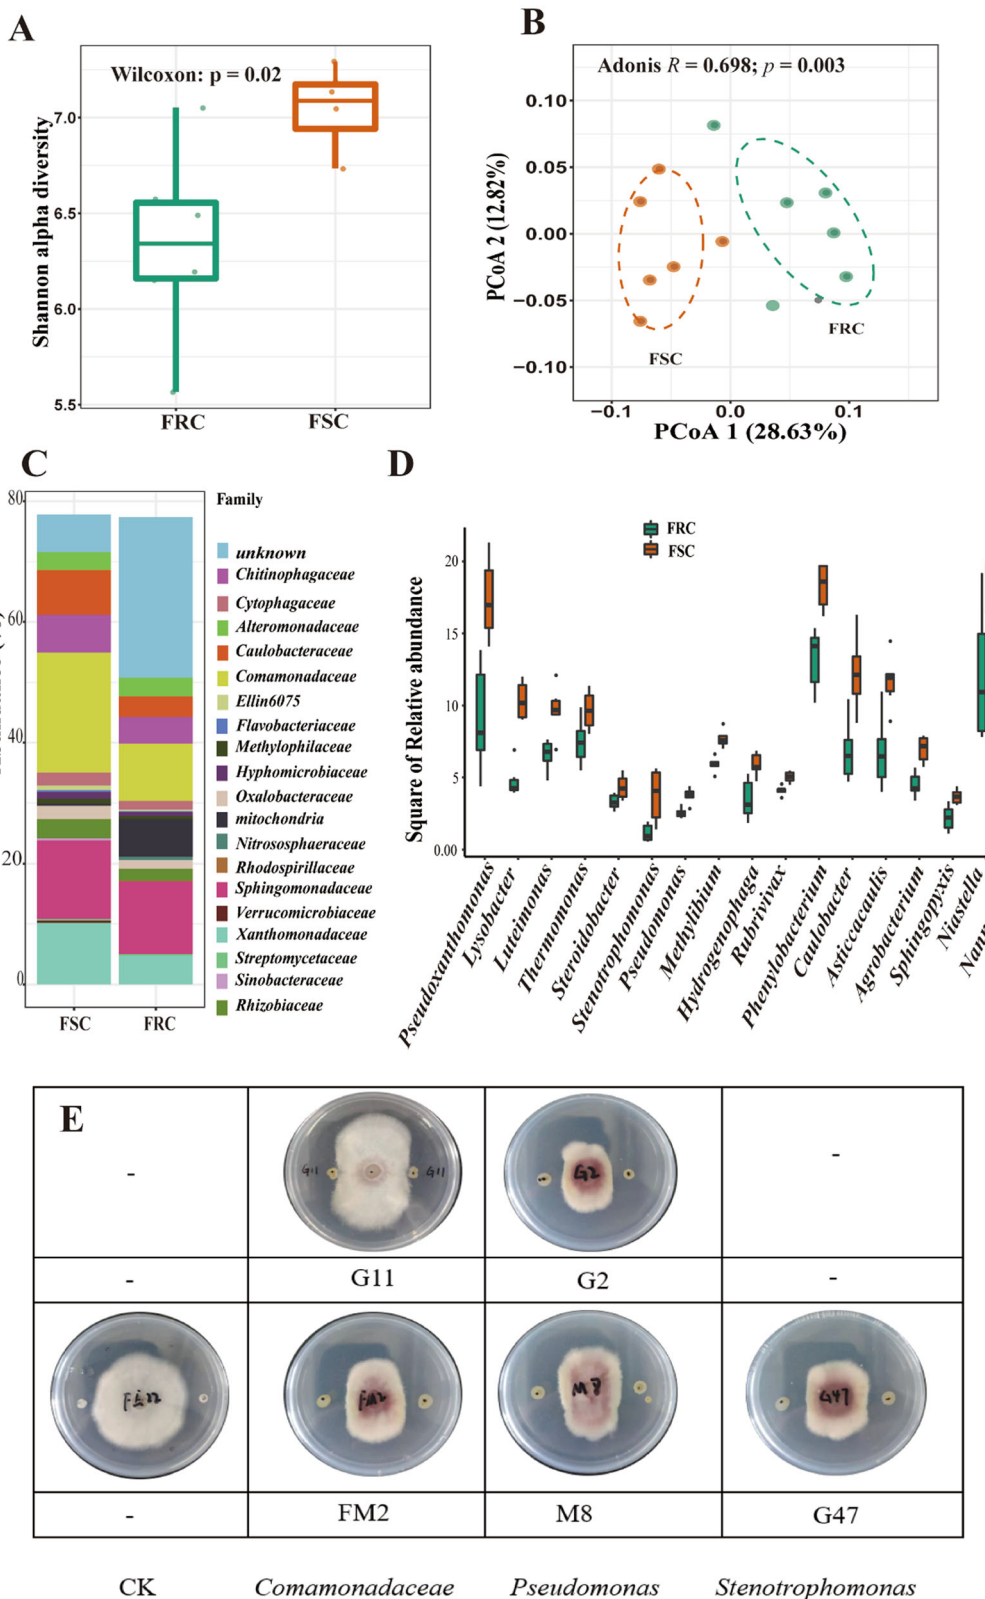 A
Wilcoxon: p = 0.02
Shannon alpha diversity
7.0
6.5
6.0
5.5
FRC
FSC
B
Adonis R = 0.698; p = 0.003
PCoA 2 (12.82%)
0.10
0.05
0.00
−0.05
−0.10
FSC
FRC
−0.1
0.0
0.1
PCoA 1 (28.63%)
C
80
60
40
20
0
FSC
FRC
Family
unknown
Chitinophagaceae
Cytophagaceae
Alteromonadaceae
Caulobacteraceae
Comamonadaceae
Ellin6075
Flavobacteriaceae
Methylophilaceae
Hyphomicrobiaceae
Oxalobacteraceae
mitochondria
Nitrososphaeraceae
Rhodospirillaceae
Sphingomonadaceae
Verrucomicrobiaceae
Xanthomonadaceae
Streptomycetaceae
Sinobacteraceae
Rhizobiaceae
D
FRC
FSC
Square of Relative abundance
20
15
10
5
0.00
Pseudoxanthomonas
Lysobacter
Luteimonas
Thermomonas
Steroidobacter
Stenotrophomonas
Pseudomonas
Methylibium
Hydrogenophaga
Rubrivivax
Phenylobacterium
Caulobacter
Asticcacaulis
Agrobacterium
Sphingopyxis
Niastella
E
-
G11
G11
G2
-
-
G11
G2
-
FM2
M8
G47
-
FM2
M8
G47
CK
Comamonadaceae
Pseudomonas
Stenotrophomonas